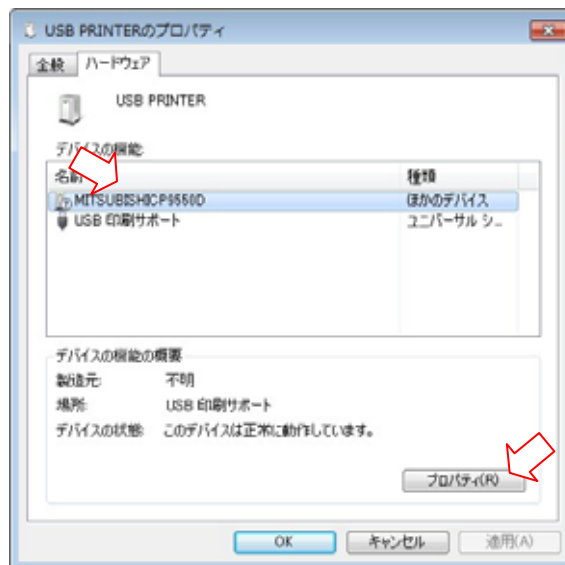 USB PRINTERのプロパティ
全般 ハードウェア
USB PRINTER
デバイスの機能:
名前 種類
MITSUBISHICP9550D ほかのデバイス
USB 印刷サポート ユニバーサル シ...
デバイスの機能の概要
製造元: 不明
場所: USB 印刷サポート
デバイスの状態: このデバイスは正常に動作しています。
プロパティ(R)
OK キャンセル 適用(A)